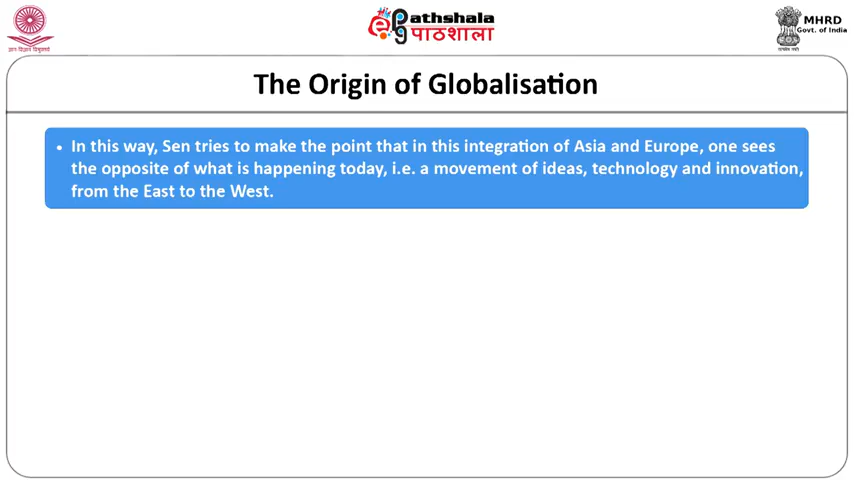 ePathshala
पाठशाला
MHRD
Govt. of India
The Origin of Globalisation
• In this way, Sen tries to make the point that in this integration of Asia and Europe, one sees
the opposite of what is happening today, i.e. a movement of ideas, technology and innovation,
from the East to the West.